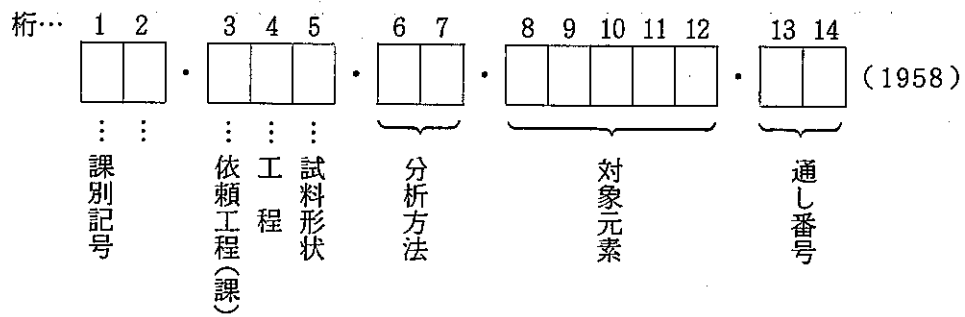 桁… 1 2 3 4 5 6 7 8 9 10 11 12 13 14
(1958)
課別記号
依頼工程(課)
工程
試料形状
分析方法
対象元素
通し番号